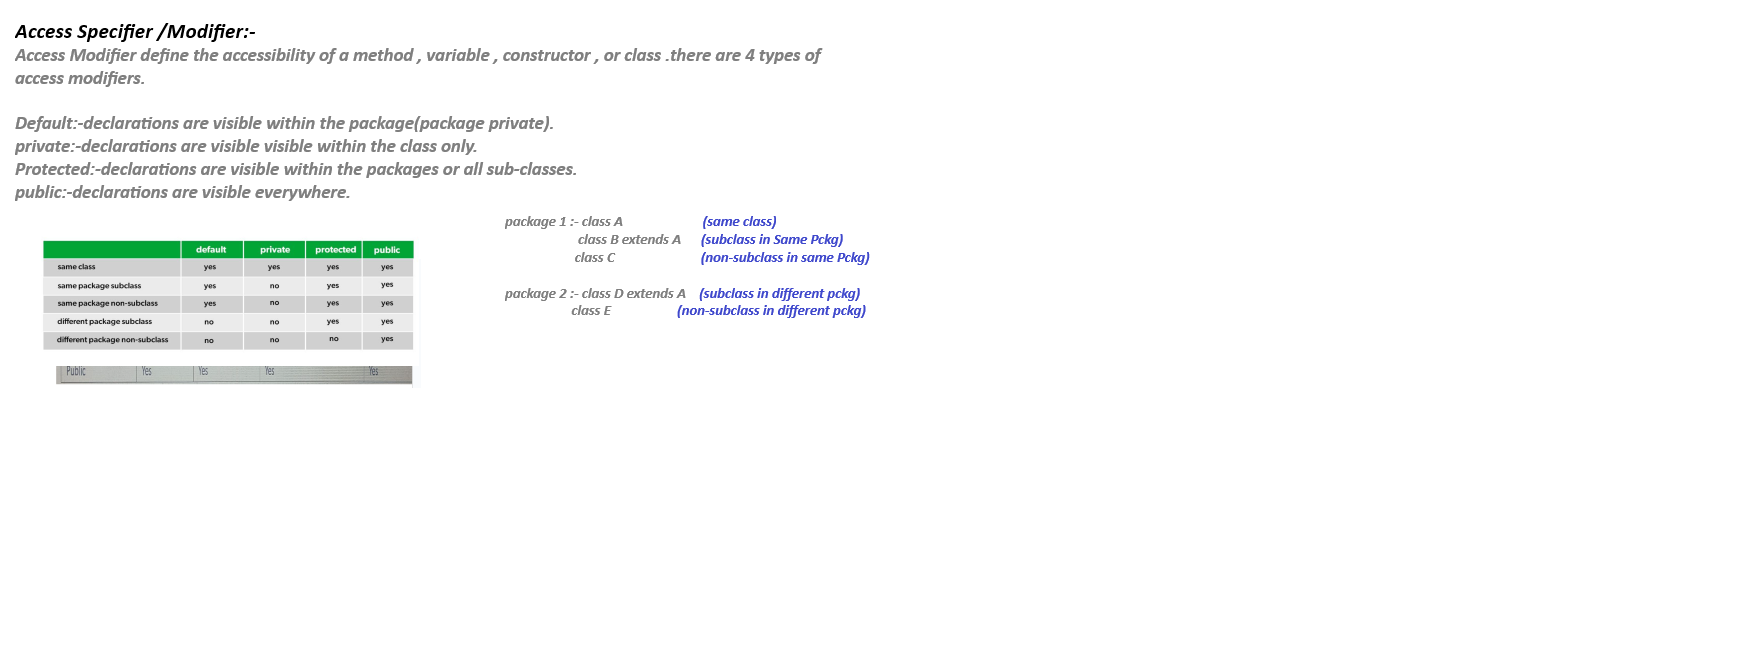 Access Specifier /Modifier:-
Access Modifier define the accessibility of a method , variable , constructor , or class .there are 4 types of
access modifiers.
Default:-declarations are visible within the package(package private).
private:-declarations are visible visible within the class only.
Protected:-declarations are visible within the packages or all sub-classes.
public:-declarations are visible everywhere.
default private protected public
same class yes yes yes yes
same package subclass yes no yes yes
same package non-subclass yes no yes yes
different package subclass no no yes yes
different package non-subclass no no no yes
Public Yes Yes Yes Yes
package 1 :- class A (same class)
class B extends A (subclass in Same Pckg)
class C (non-subclass in same Pckg)
package 2 :- class D extends A (subclass in different pckg)
class E (non-subclass in different pckg)